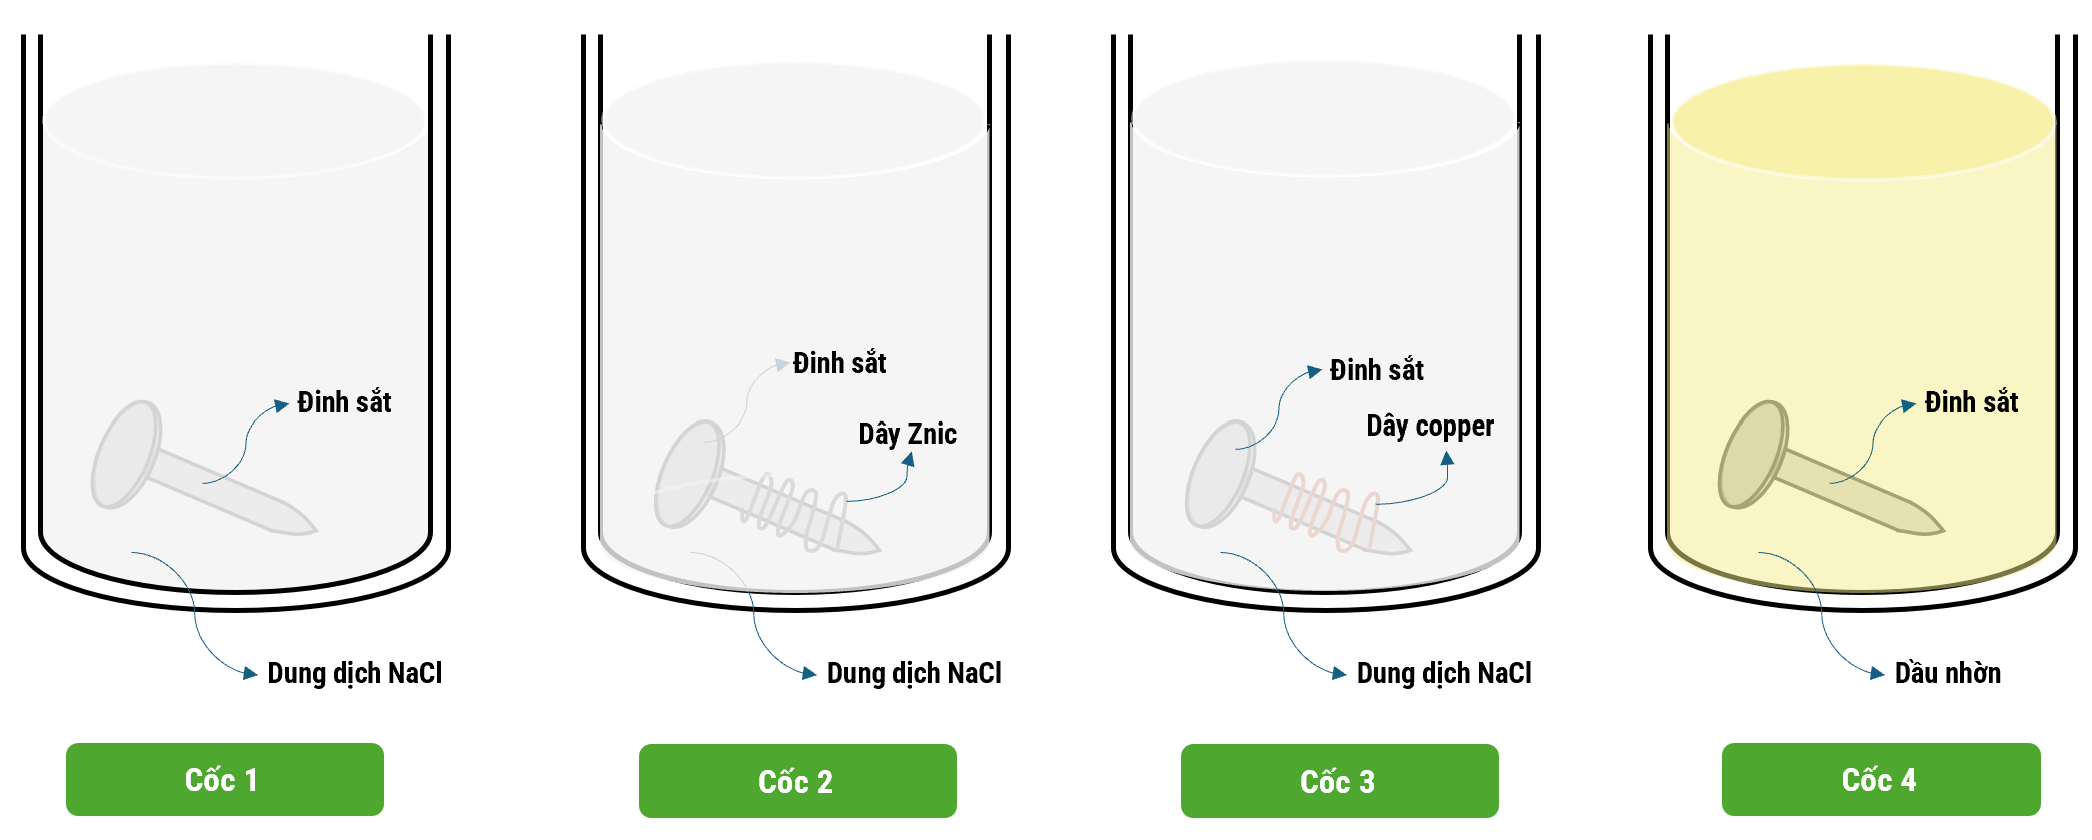 Đinh sắt
Dung dịch NaCl
Cốc 1
Đinh sắt
Dây Znic
Dung dịch NaCl
Cốc 2
Đinh sắt
Dây copper
Dung dịch NaCl
Cốc 3
Đinh sắt
Dầu nhờn
Cốc 4